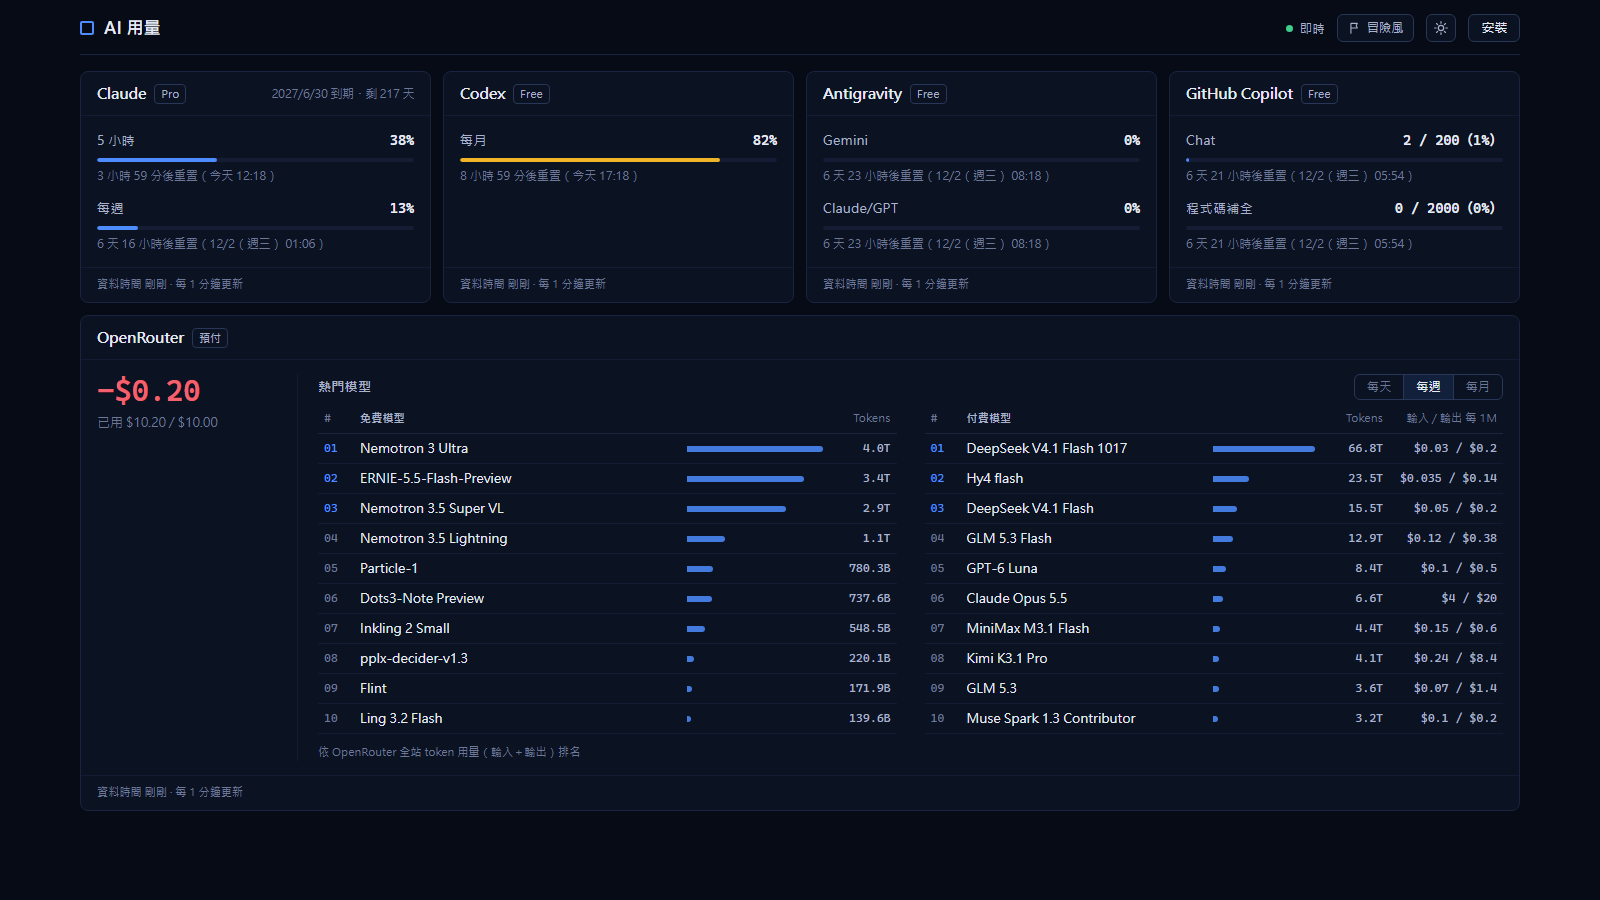 AI 用量
即時
冒險風
安裝
Claude Pro 2027/6/30 到期 · 剩 217 天
5 小時 38%
3 小時 59 分後重置（今天 12:18）
每週 13%
6 天 16 小時後重置（12/2（週三） 01:06）
資料時間 剛剛 · 每 1 分鐘更新
Codex Free
每月 82%
8 小時 59 分後重置（今天 17:18）
資料時間 剛剛 · 每 1 分鐘更新
Antigravity Free
Gemini 0%
6 天 23 小時後重置（12/2（週三） 08:18）
Claude/GPT 0%
6 天 23 小時後重置（12/2（週三） 08:18）
資料時間 剛剛 · 每 1 分鐘更新
GitHub Copilot Free
Chat 2 / 200 (1%)
6 天 21 小時後重置（12/2（週三） 05:54）
程式碼補全 0 / 2000 (0%)
6 天 21 小時後重置（12/2（週三） 05:54）
資料時間 剛剛 · 每 1 分鐘更新
OpenRouter 預付
−$0.20
已用 $10.20 / $10.00
熱門模型
每天 每週 每月
# 免費模型 Tokens
01 Nemotron 3 Ultra 4.0T
02 ERNIE-5.5-Flash-Preview 3.4T
03 Nemotron 3.5 Super VL 2.9T
04 Nemotron 3.5 Lightning 1.1T
05 Particle-1 780.3B
06 Dots3-Note Preview 737.6B
07 Inkling 2 Small 548.5B
08 pplx-decider-v1.3 220.1B
09 Flint 171.9B
10 Ling 3.2 Flash 139.6B
# 付費模型 Tokens 輸入 / 輸出 每 1M
01 DeepSeek V4.1 Flash 1017 66.8T $0.03 / $0.2
02 Hy4 flash 23.5T $0.035 / $0.14
03 DeepSeek V4.1 Flash 15.5T $0.05 / $0.2
04 GLM 5.3 Flash 12.9T $0.12 / $0.38
05 GPT-6 Luna 8.4T $0.1 / $0.5
06 Claude Opus 5.5 6.6T $4 / $20
07 MiniMax M3.1 Flash 4.4T $0.15 / $0.6
08 Kimi K3.1 Pro 4.1T $0.24 / $8.4
09 GLM 5.3 3.6T $0.07 / $1.4
10 Muse Spark 1.3 Contributor 3.2T $0.1 / $0.2
依 OpenRouter 全站 token 用量（輸入 + 輸出）排名
資料時間 剛剛 · 每 1 分鐘更新